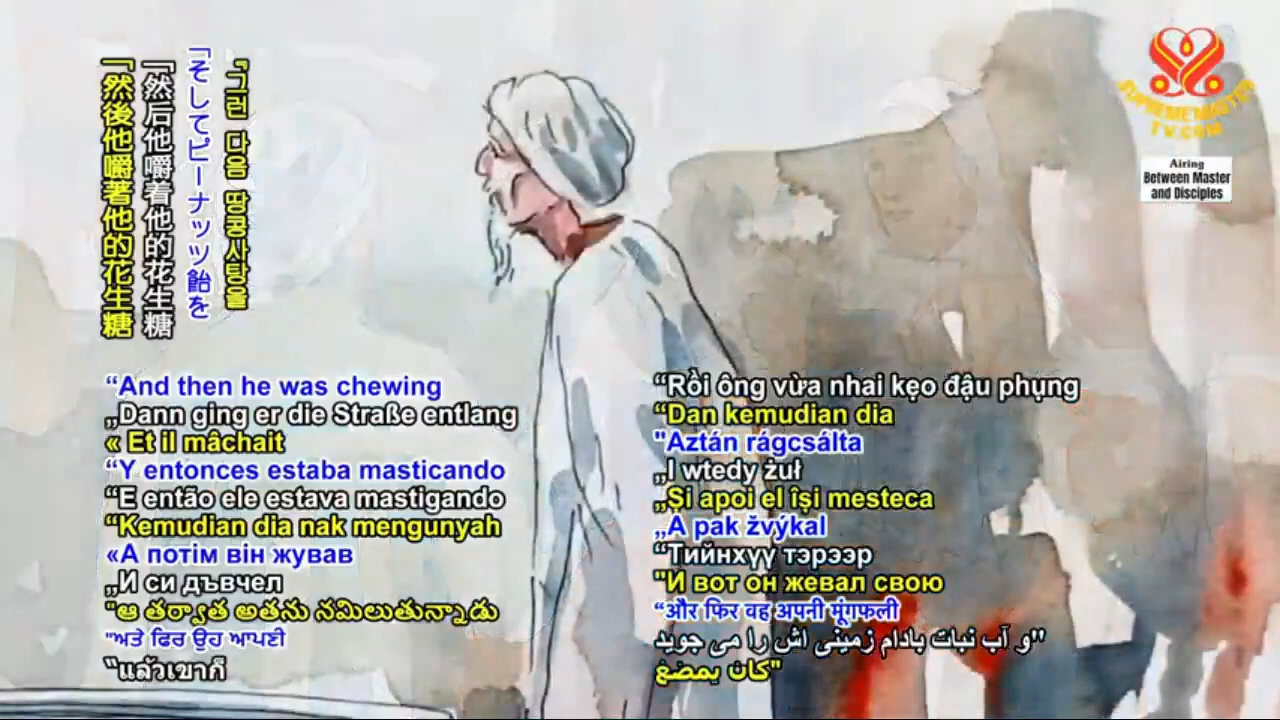 『그런 다음 땅콩사탕을
「そしてピーナッツ飴を
「然后他嚼着他的花生糖
「然後他嚼著他的花生糖
SUPREMEMASTER
TV.COM
Airing
Between Master
and Disciples
“And then he was chewing
„Dann ging er die Straße entlang
« Et il mâchait
“Y entonces estaba masticando
“E então ele estava mastigando
“Kemudian dia nak mengunyah
«А потім він жував
„И си дъвчел
"ఆ తర్వాత అతను నమిలుతున్నాడు
"ਅਤੇ ਫਿਰ ਉਹ ਆਪਣੀ
“แล้วเขาก็
“Rồi ông vừa nhai kẹo đậu phụng
“Dan kemudian dia
"Aztán rágcsálta
„I wtedy żuł
„Și apoi el își mesteca
„A pak žvýkal
“Тийнхүү тэрээр
"И вот он жевал свою
“और फिर वह अपनी मूंगफली
"و آب نبات بادام زمینی اش را می جوید
"كان يمضغ